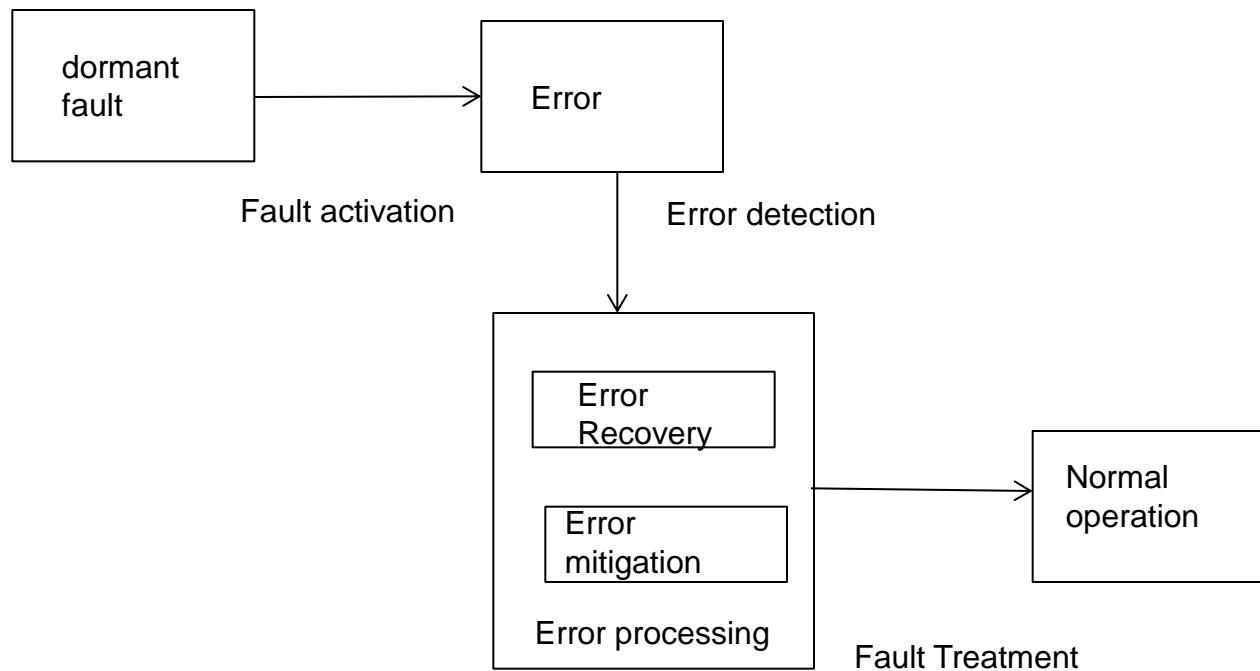 dormant
fault
Error
Fault activation
Error detection
Error
Recovery
Error
mitigation
Error processing
Normal
operation
Fault Treatment